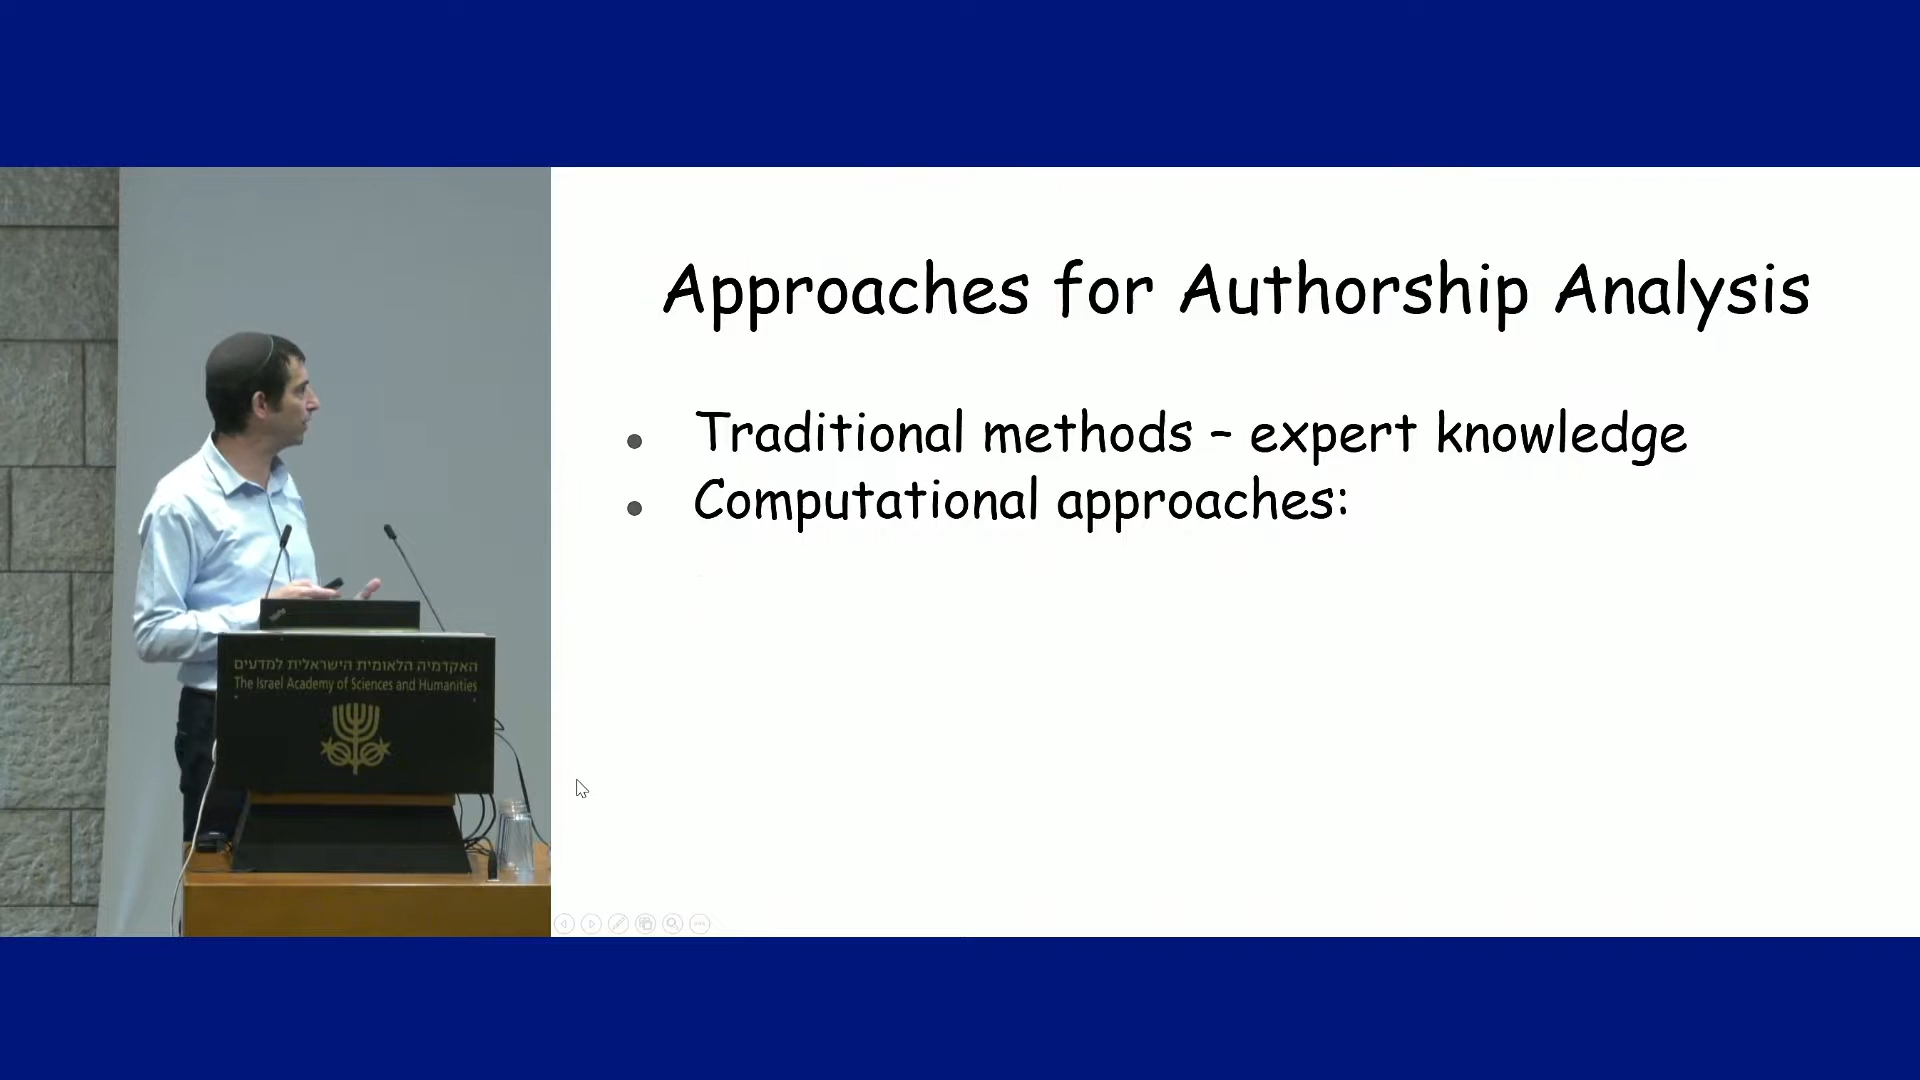 Approaches for Authorship Analysis
Traditional methods – expert knowledge
Computational approaches:
האקדמיה הלאומית הישראלית למדעים
The Israel Academy of Sciences and Humanities